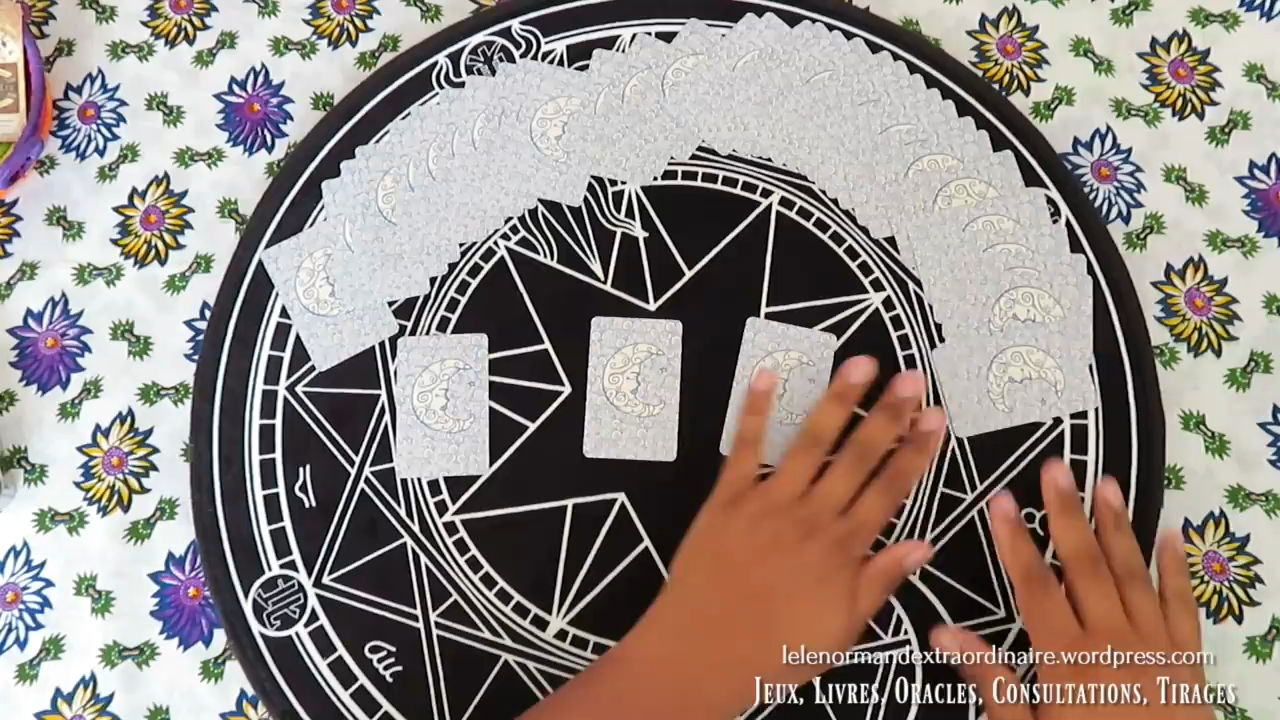 lelenormandextraordinaire.wordpress.com
Jeux, Livres, Oracles, Consultations, Tirages